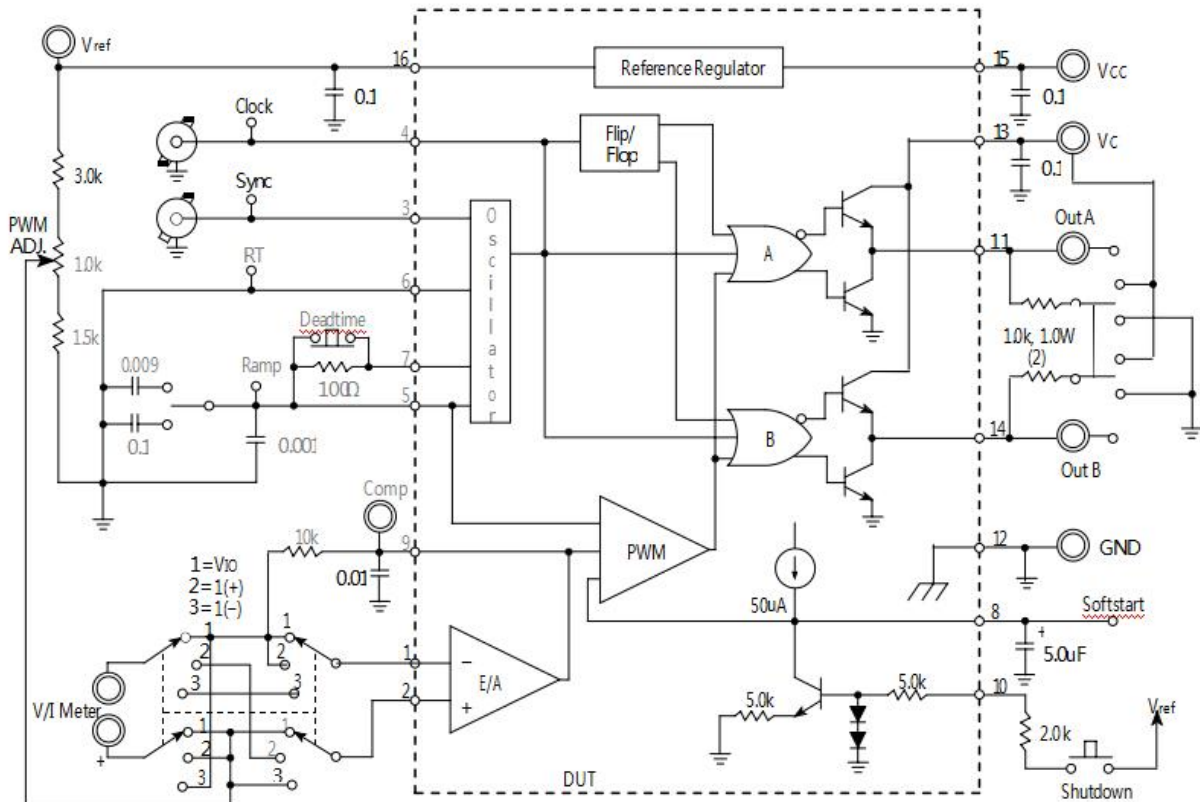 Vref
16
Reference Regulator
15
Vcc
0.1
0.1
Clock
4
Flip/
Flop
13
Vc
0.1
3.0k
Sync
3
PWM
ADJ.
1.0k
RT
6
Oscillator
A
11
Out A
1.5k
Deadtime
7
100Ω
1.0k, 1.0W
(2)
0.009
Ramp
5
0.1
0.001
B
14
Out B
Comp
10k
9
0.01
PWM
12
GND
1=VIO
2=1(+)
3=1(−)
50uA
8
Softstart
+
5.0uF
1
1
2
2
3
3
1
−
E/A
2
+
V/I Meter
+
1
1
2
2
3
3
5.0k
5.0k
10
Vref
2.0k
DUT
Shutdown